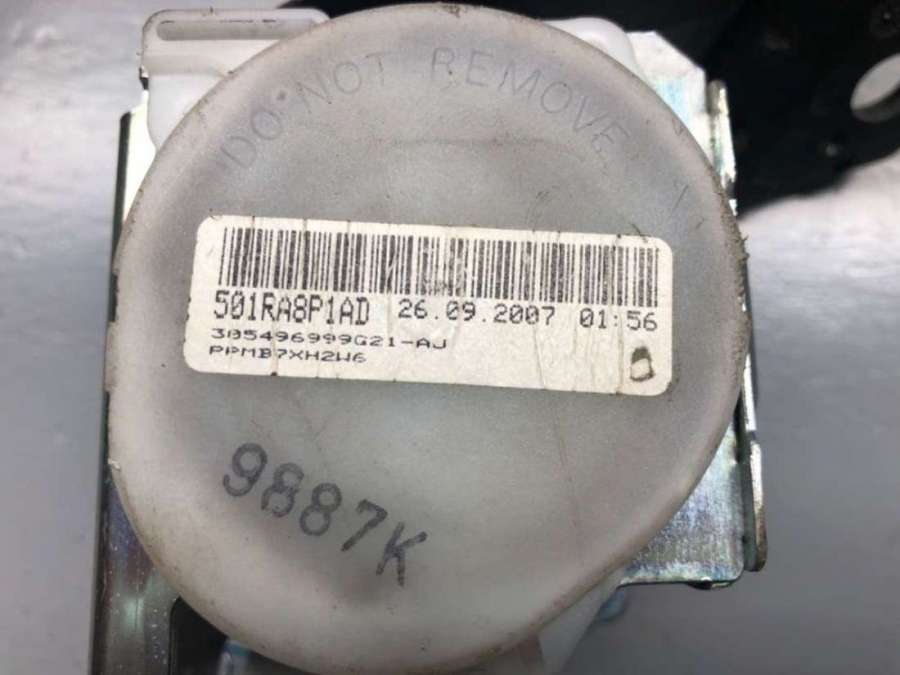 DO NOT REMOVE
501RA8P1AD 26.09.2007 01:56
305496999G21-AJ
PPMB7XH2W6
9887K